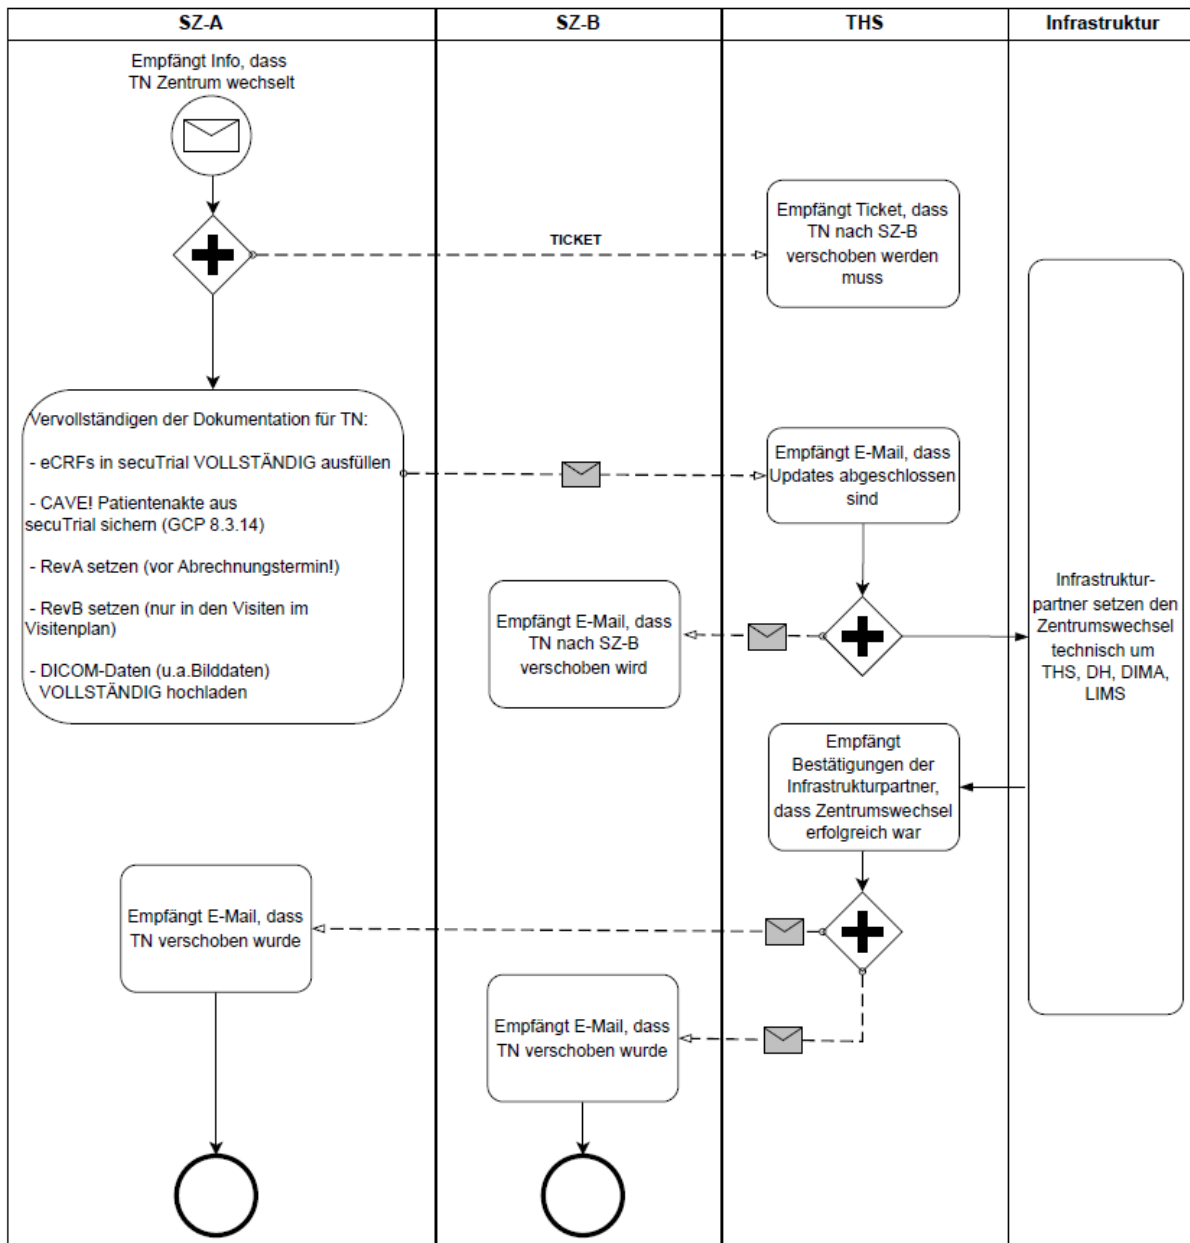 SZ-A
SZ-B
THS
Infrastruktur
Empfängt Info, dass
TN Zentrum wechselt
Empfängt Ticket, dass
TN nach SZ-B
verschoben werden
muss
TICKET
Vervollständigen der Dokumentation für TN:
- eCRFs in secuTrial VOLLSTÄNDIG ausfüllen
- CAVE! Patientenakte aus
secuTrial sichern (GCP 8.3.14)
- RevA setzen (vor Abrechnungstermin!)
- RevB setzen (nur in den Visiten im
Visitenplan)
- DICOM-Daten (u.a.Bilddaten)
VOLLSTÄNDIG hochladen
Empfängt E-Mail, dass
Updates abgeschlossen
sind
Empfängt E-Mail, dass
TN nach SZ-B
verschoben wird
Infrastruktur-
partner setzen den
Zentrumswechsel
technisch um
THS, DH, DIMA,
LIMS
Empfängt
Bestätigungen der
Infrastrukturpartner,
dass Zentrumswechsel
erfolgreich war
Empfängt E-Mail, dass
TN verschoben wurde
Empfängt E-Mail, dass
TN verschoben wurde